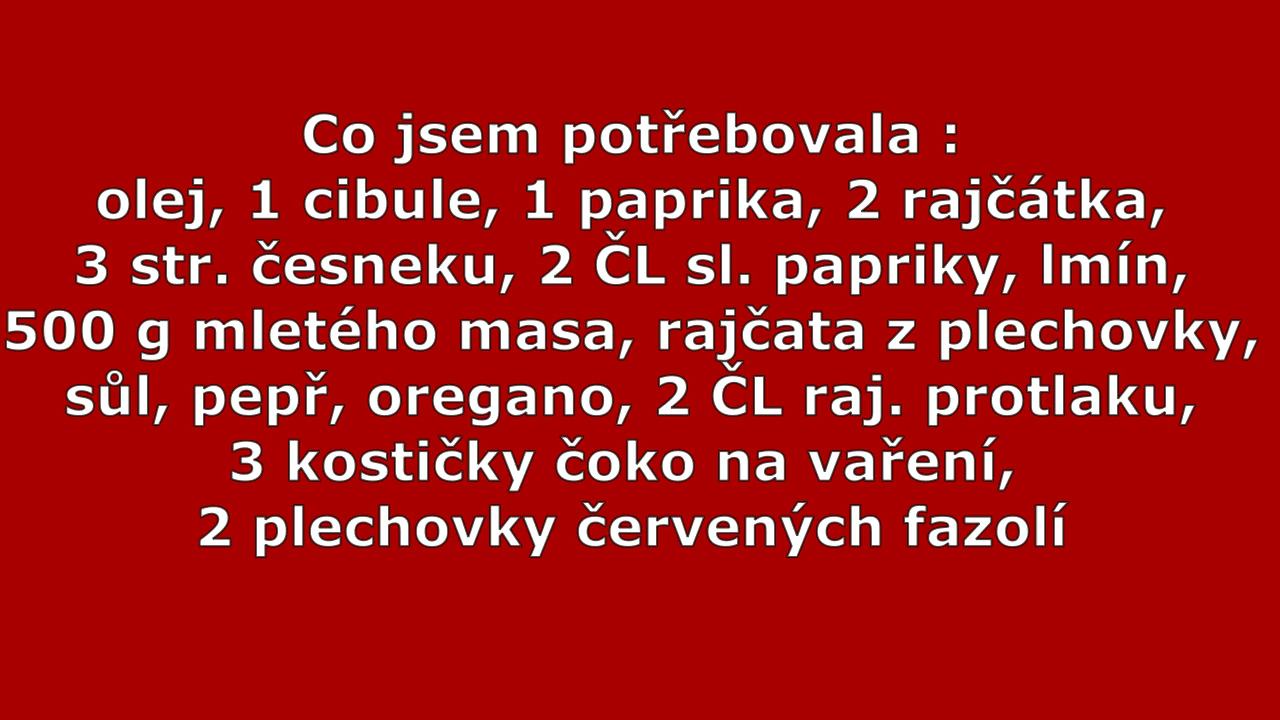 Co jsem potřebovala :
olej, 1 cibule, 1 paprika, 2 rajčátka,
3 str. česneku, 2 ČL sl. papriky, lmín,
500 g mletého masa, rajčata z plechovky,
sůl, pepř, oregano, 2 ČL raj. protlaku,
3 kostičky čoko na vaření,
2 plechovky červených fazolí